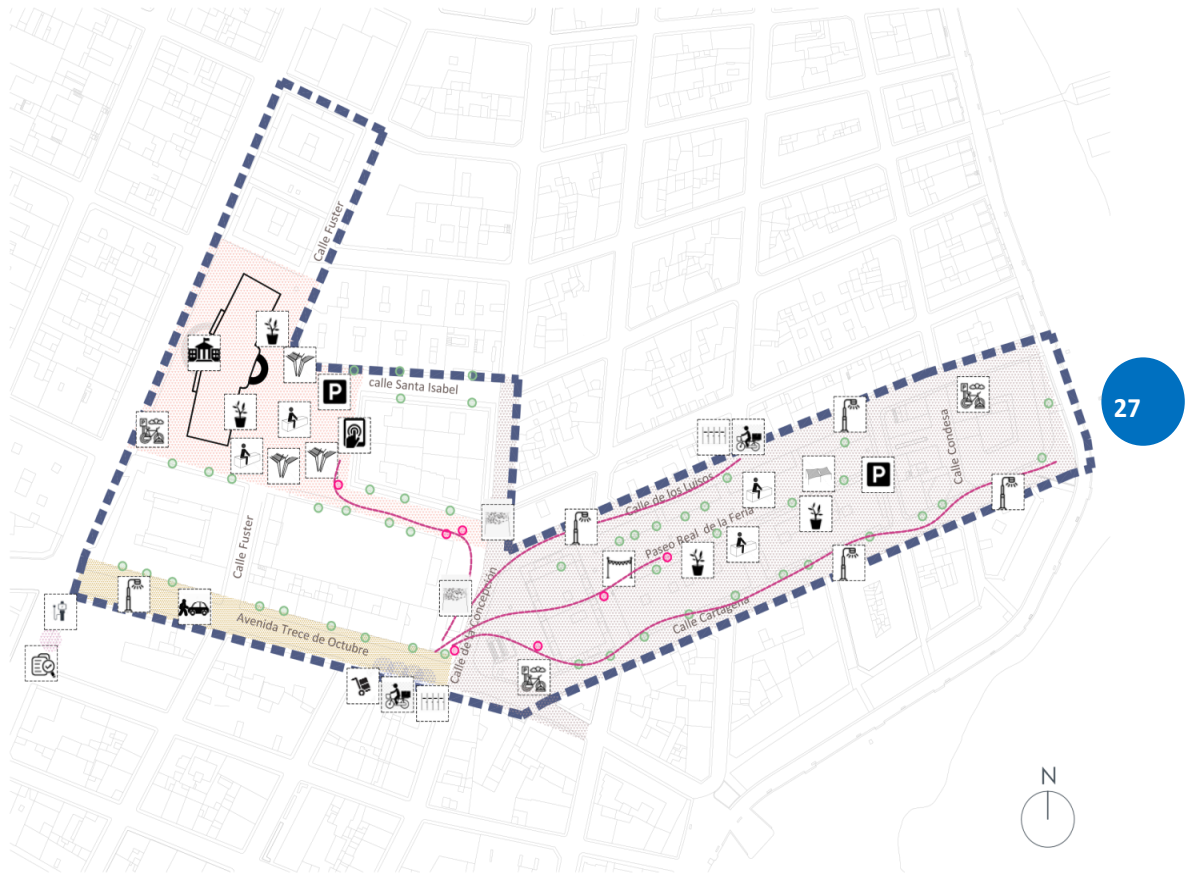 Calle Fuster
calle Santa Isabel
P
27
Calle Condesa
P
Calle de los Luisos
Paseo Real de la Feria
Calle Fuster
Calle de la Concepción
Calle Cartagena
Avenida Trece de Octubre
N